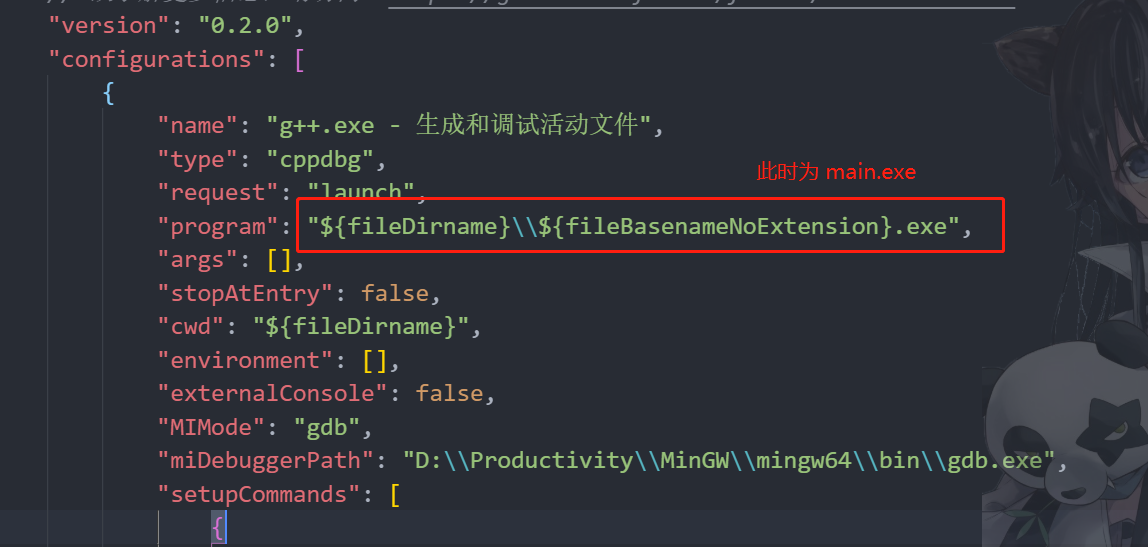 "version": "0.2.0",
"configurations": [
{
"name": "g++.exe - 生成和调试活动文件",
"type": "cppdbg",
此时为 main.exe
"request": "launch",
"program": "${fileDirname}\\${fileBasenameNoExtension}.exe",
"args": [],
"stopAtEntry": false,
"cwd": "${fileDirname}",
"environment": [],
"externalConsole": false,
"MIMode": "gdb",
"miDebuggerPath": "D:\\Productivity\\MinGW\\mingw64\\bin\\gdb.exe",
"setupCommands": [
{